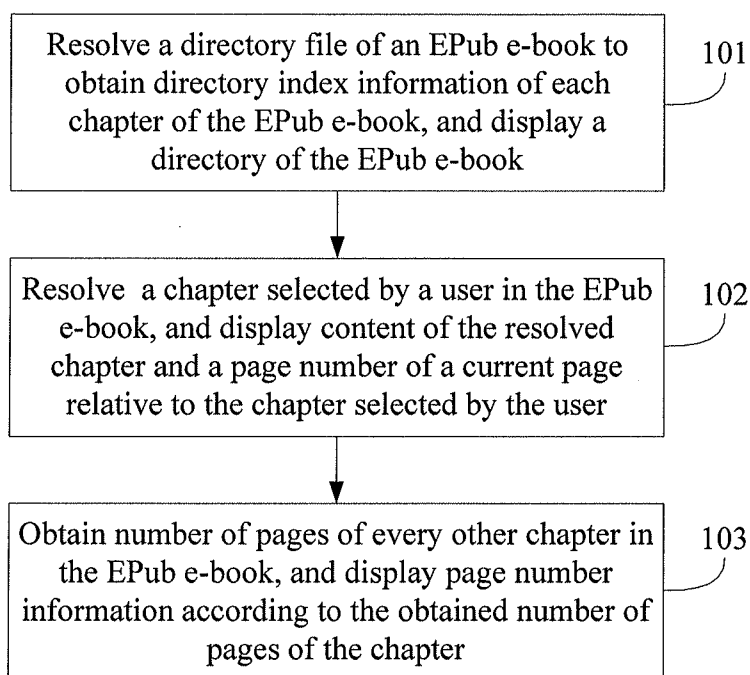 Resolve a directory file of an EPub e-book to
obtain directory index information of each
chapter of the EPub e-book, and display a
directory of the EPub e-book
101
Resolve a chapter selected by a user in the EPub
e-book, and display content of the resolved
chapter and a page number of a current page
relative to the chapter selected by the user
102
Obtain number of pages of every other chapter in
the EPub e-book, and display page number
information according to the obtained number of
pages of the chapter
103